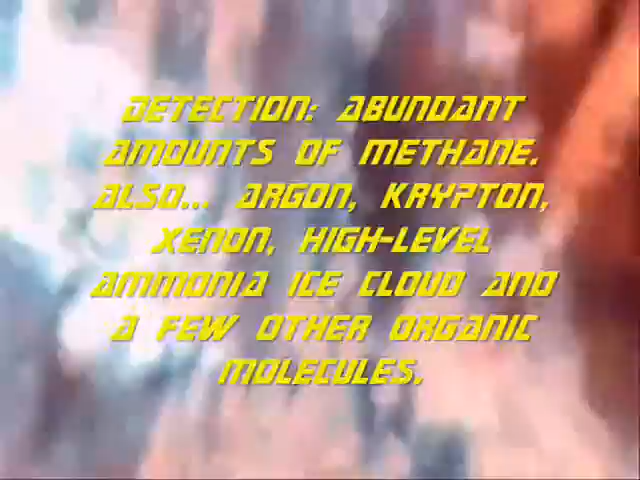 DETECTION: ABUNDANT
AMOUNTS OF METHANE.
ALSO... ARGON, KRYPTON,
XENON, HIGH-LEVEL
AMMONIA ICE CLOUD AND
A FEW OTHER ORGANIC
MOLECULES.